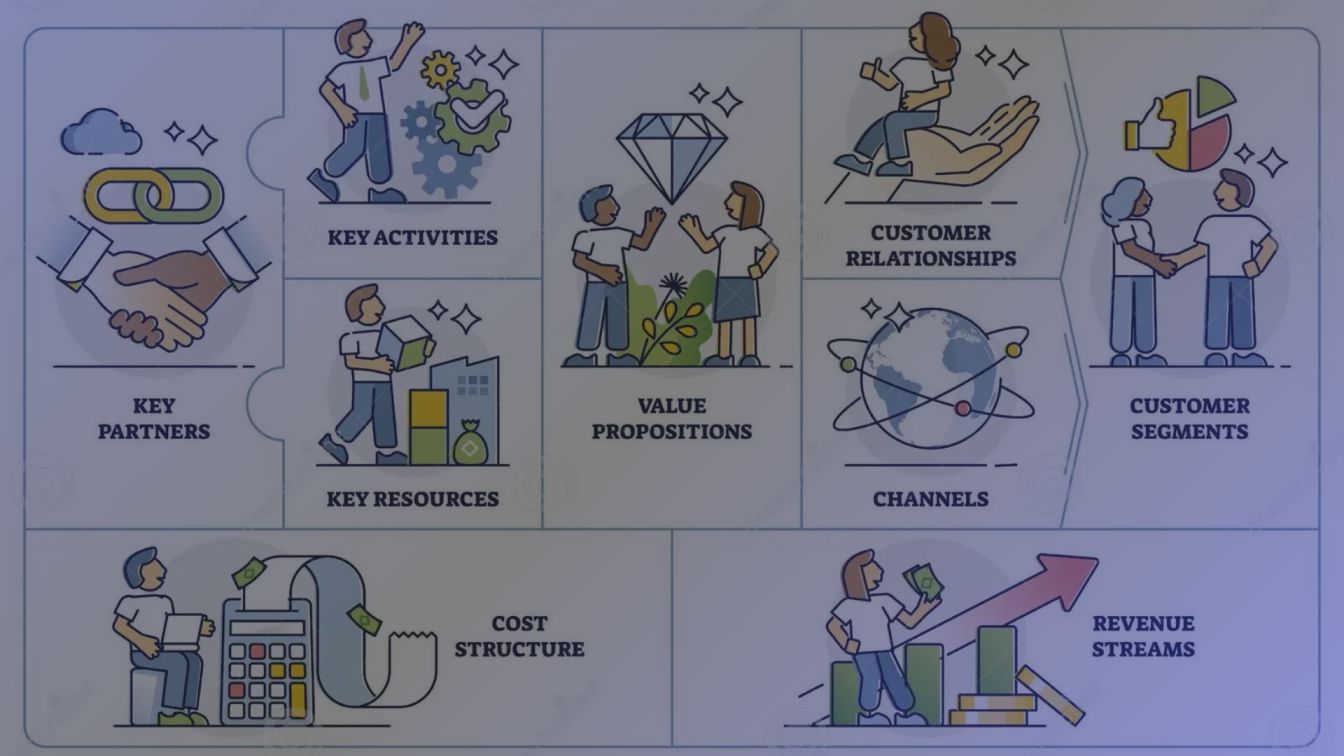 KEY
PARTNERS
KEY ACTIVITIES
KEY RESOURCES
VALUE
PROPOSITIONS
CUSTOMER
RELATIONSHIPS
CHANNELS
CUSTOMER
SEGMENTS
COST
STRUCTURE
REVENUE
STREAMS